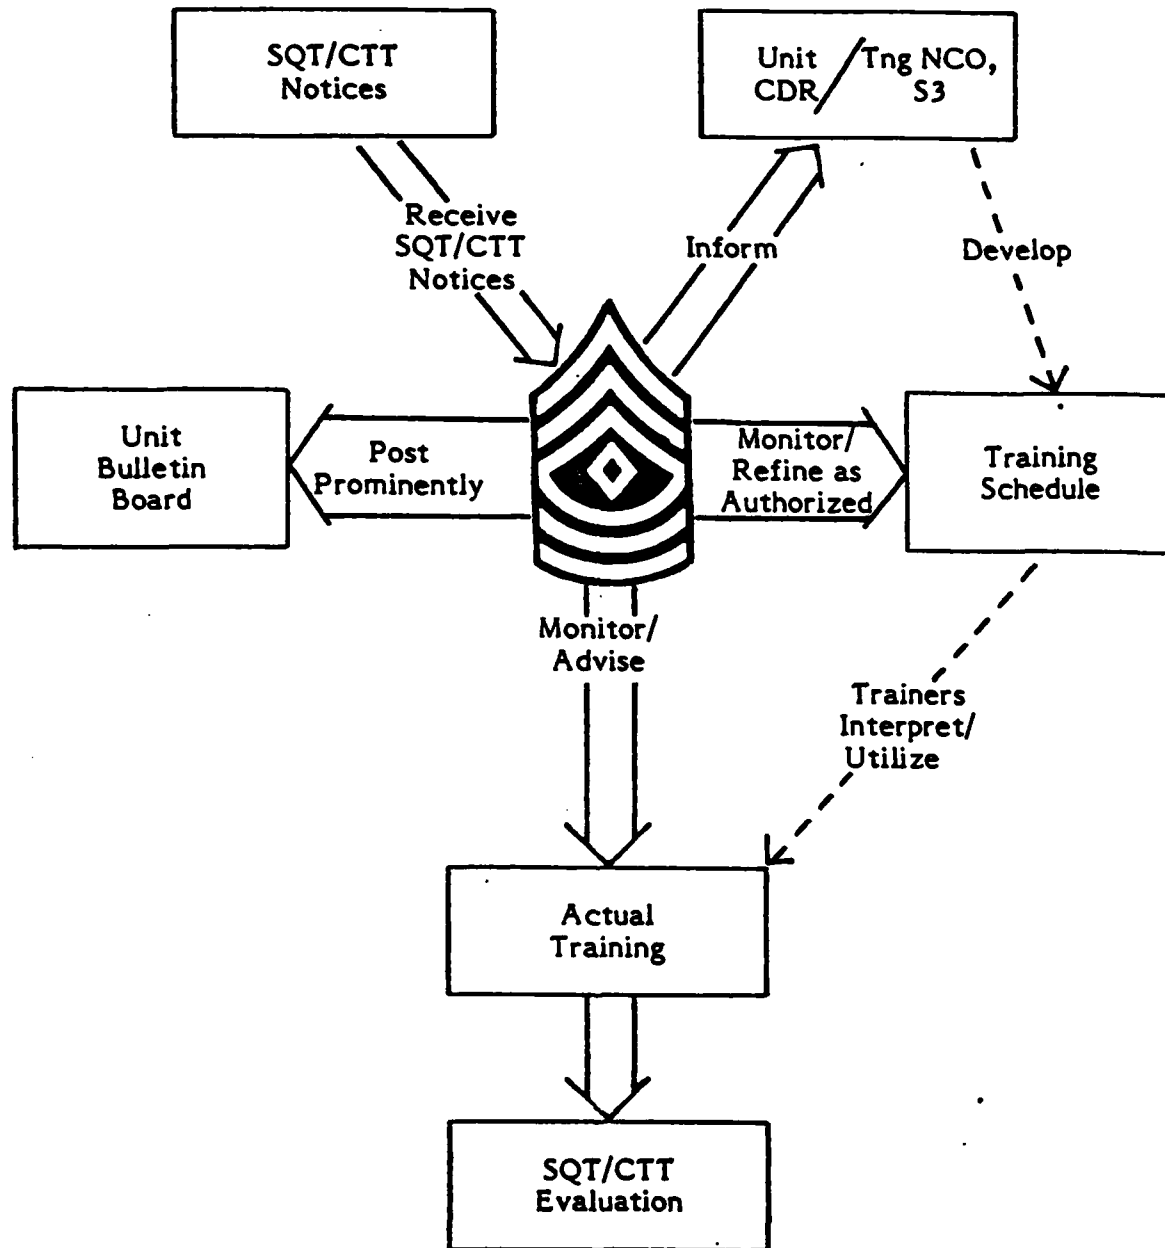 SQT/CTT
Notices
Unit / Tng NCO,
CDR S3
Receive
SQT/CTT
Notices
Inform
Develop
Unit
Bulletin
Board
Post
Prominently
Monitor/
Refine as
Authorized
Training
Schedule
Monitor/
Advise
Trainers
Interpret/
Utilize
Actual
Training
SQT/CTT
Evaluation